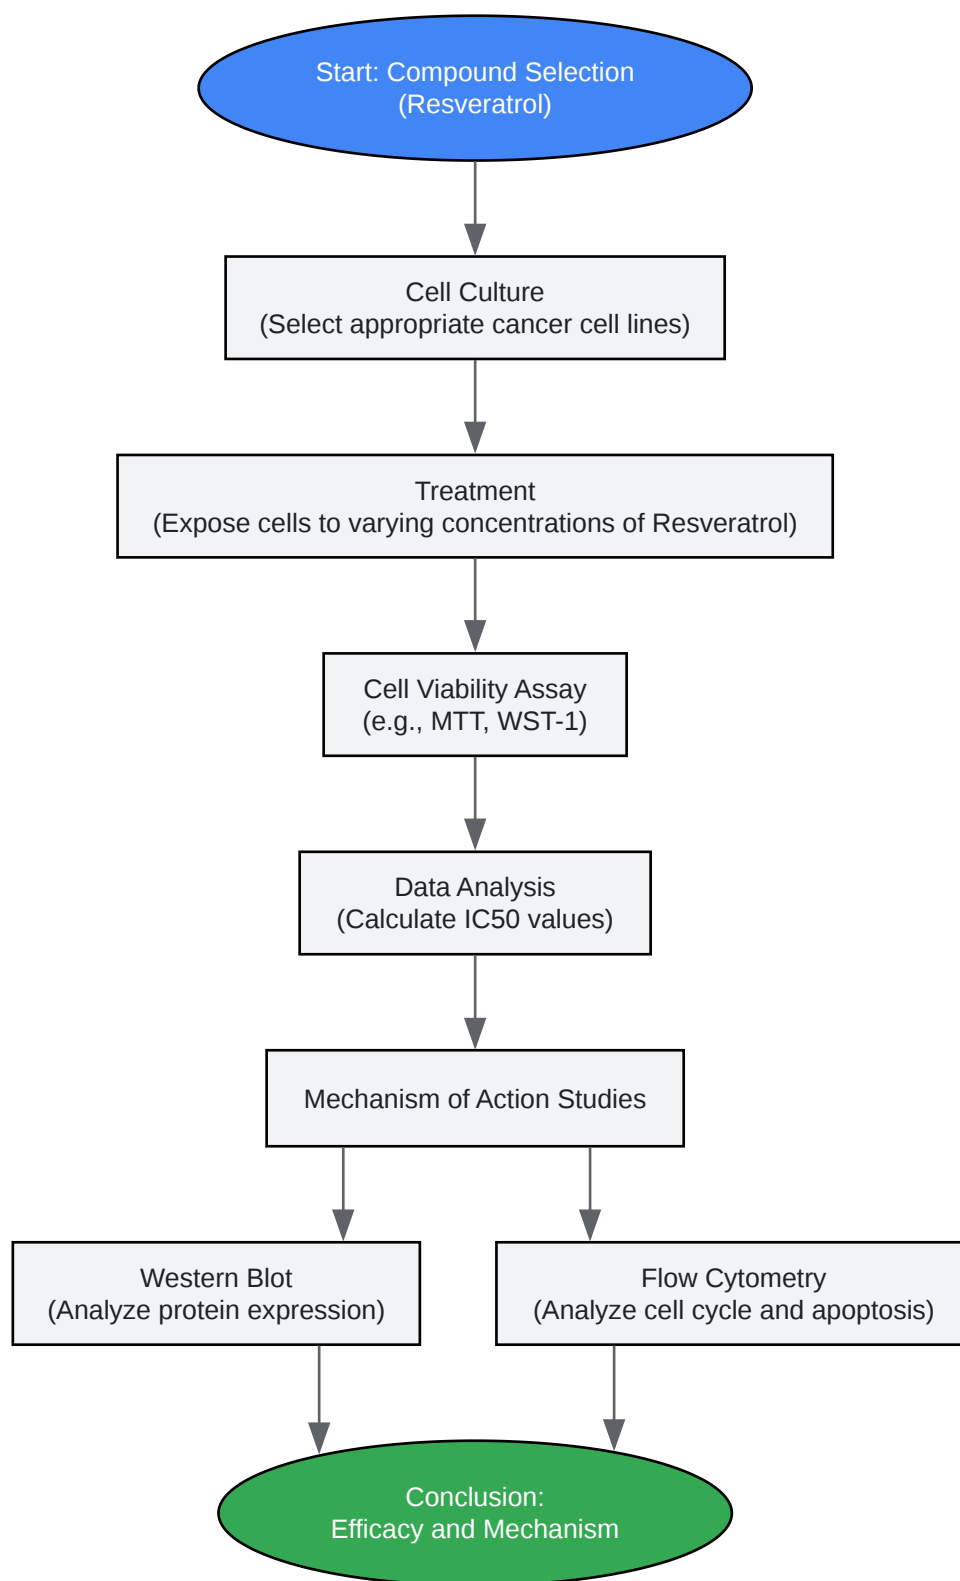 Start: Compound Selection
(Resveratrol)
Cell Culture
(Select appropriate cancer cell lines)
Treatment
(Expose cells to varying concentrations of Resveratrol)
Cell Viability Assay
(e.g., MTT, WST-1)
Data Analysis
(Calculate IC50 values)
Mechanism of Action Studies
Western Blot
(Analyze protein expression)
Flow Cytometry
(Analyze cell cycle and apoptosis)
Conclusion:
Efficacy and Mechanism